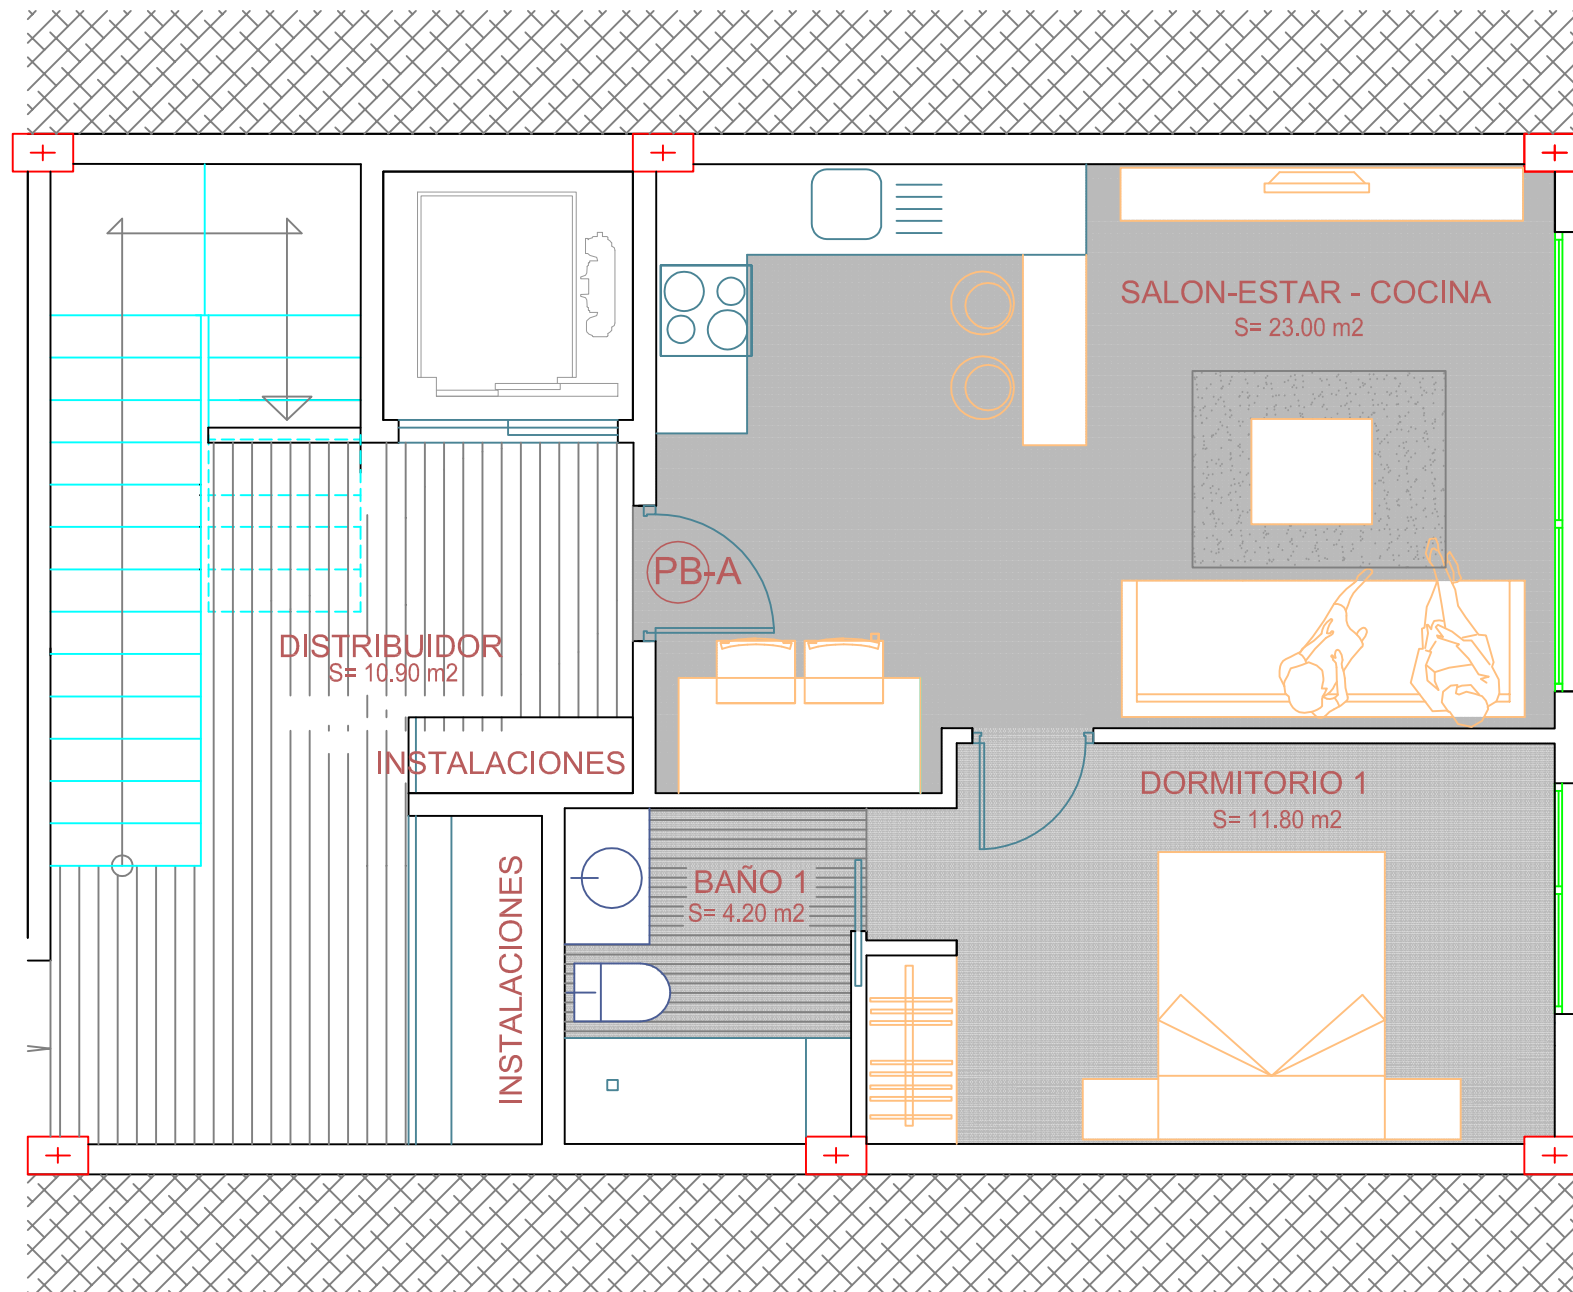 SALON-ESTAR - COCINA
S= 23.00 m2
PB-A
DISTRIBUIDOR
S= 10.90 m2
INSTALACIONES
DORMITORIO 1
S= 11.80 m2
BAÑO 1
S= 4.20 m2
INSTALACIONES